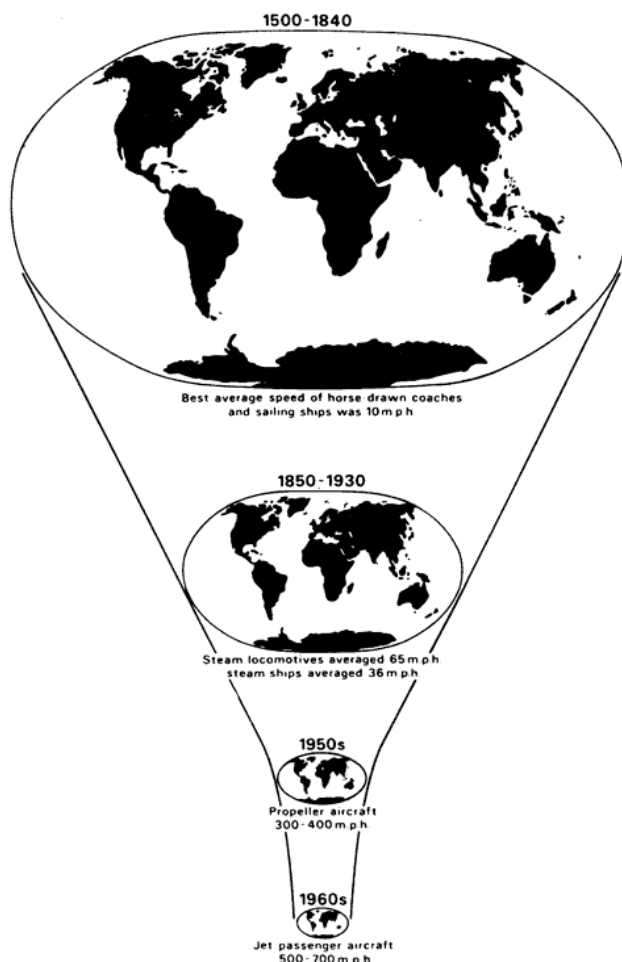 1500-1840
Best average speed of horse drawn coaches
and sailing ships was 10 m.p.h.
1850-1930
Steam locomotives averaged 65 m.p.h.
steam ships averaged 36 m.p.h.
1950s
Propeller aircraft
300-400 m.p.h.
1960s
Jet passenger aircraft
500-700 m.p.h.